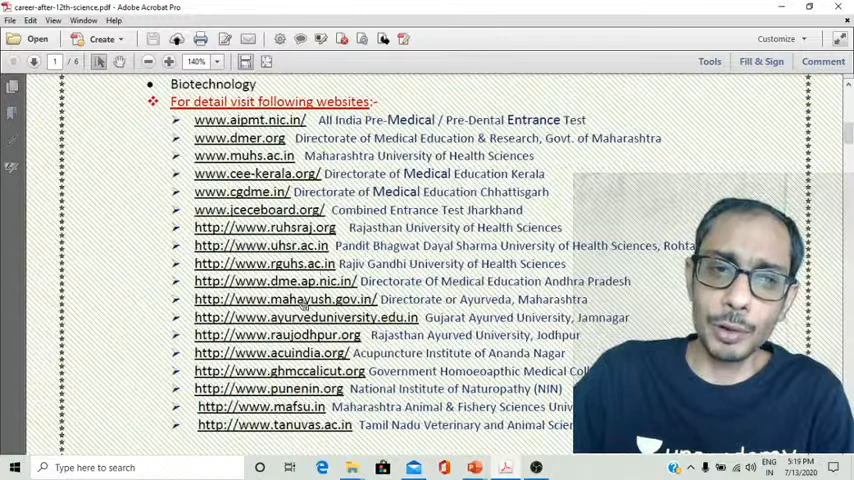 career-after-12th-science.pdf - Adobe Acrobat Pro
File Edit View Window Help
Open Create Customize
1 / 6 140% Tools Fill & Sign Comment
Biotechnology
For detail visit following websites:-
www.aipmt.nic.in/ All India Pre-Medical / Pre-Dental Entrance Test
www.dmer.org Directorate of Medical Education & Research, Govt. of Maharashtra
www.muhs.ac.in Maharashtra University of Health Sciences
www.cee-kerala.org/ Directorate of Medical Education Kerala
www.cgdme.in/ Directorate of Medical Education Chhattisgarh
www.jceceboard.org/ Combined Entrance Test Jharkhand
http://www.ruhsraj.org Rajasthan University of Health Sciences
http://www.uhsr.ac.in Pandit Bhagwat Dayal Sharma University of Health Sciences, Rohta
http://www.rguhs.ac.in Rajiv Gandhi University of Health Sciences
http://www.dme.ap.nic.in/ Directorate Of Medical Education Andhra Pradesh
http://www.mahayush.gov.in/ Directorate or Ayurveda, Maharashtra
http://www.ayurveduniversity.edu.in Gujarat Ayurved University, Jamnagar
http://www.raujodhpur.org Rajasthan Ayurved University, Jodhpur
http://www.acuindia.org/ Acupuncture Institute of Ananda Nagar
http://www.ghmccalicut.org Government Homoeopathic Medical Coll
http://www.punenin.org National Institute of Naturopathy (NIN)
http://www.mafsu.in Maharashtra Animal & Fishery Sciences Univ
http://www.tanuvas.ac.in Tamil Nadu Veterinary and Animal Scien
Type here to search
ENG
IN
5:19 PM
7/13/2020